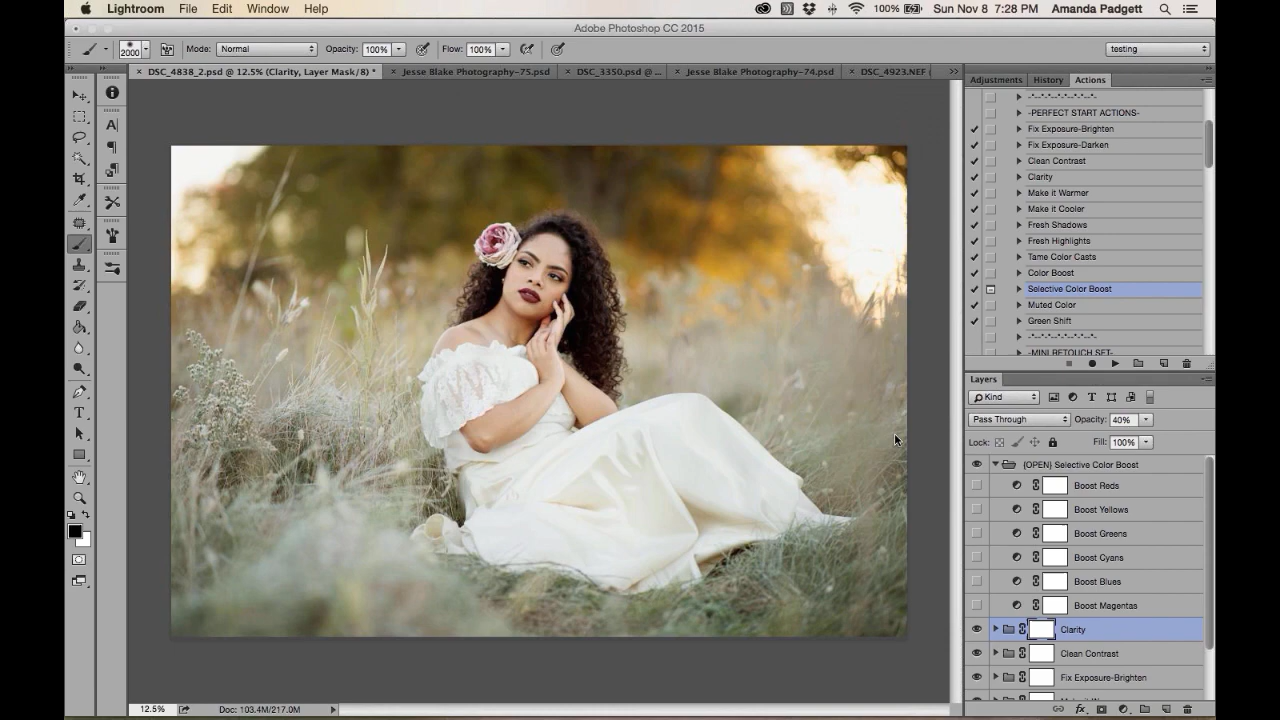 Lightroom File Edit Window Help 100% Sun Nov 8 7:28 PM Amanda Padgett
Adobe Photoshop CC 2015
2000 Mode: Normal Opacity: 100% Flow: 100% testing
× DSC_4838_2.psd @ 12.5% (Clarity, Layer Mask/8) * × Jesse Blake Photography-75.psd × DSC_3350.psd @ ... × Jesse Blake Photography-74.psd × DSC_4923.NEF >>
Adjustments History Actions
-*--*--*--*--*--*-
-PERFECT START ACTIONS-
Fix Exposure-Brighten
Fix Exposure-Darken
Clean Contrast
Clarity
Make it Warmer
Make it Cooler
Fresh Shadows
Fresh Highlights
Tame Color Casts
Color Boost
Selective Color Boost
Muted Color
Green Shift
-*--*--*--*--*--*-
-MINI RETOUCH SET-
Layers
Kind
Pass Through Opacity: 40%
Lock: Fill: 100%
{OPEN} Selective Color Boost
Boost Reds
Boost Yellows
Boost Greens
Boost Cyans
Boost Blues
Boost Magentas
Clarity
Clean Contrast
Fix Exposure-Brighten
12.5% Doc: 103.4M/217.0M